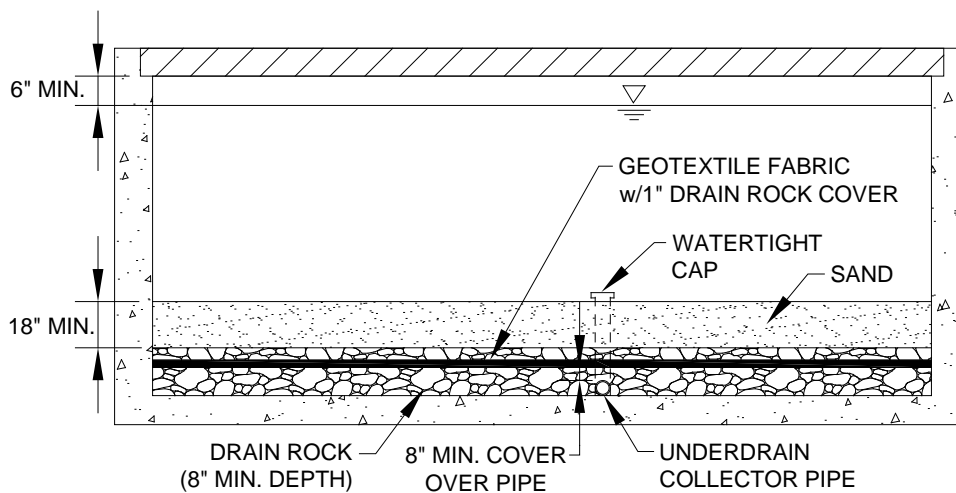 6" MIN.
GEOTEXTILE FABRIC
w/1" DRAIN ROCK COVER
WATERTIGHT
CAP
SAND
18" MIN.
DRAIN ROCK
(8" MIN. DEPTH)
8" MIN. COVER
OVER PIPE
UNDERDRAIN
COLLECTOR PIPE